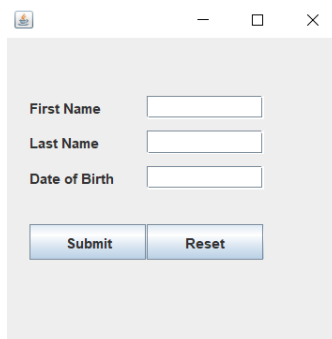 First Name
Last Name
Date of Birth
Submit Reset